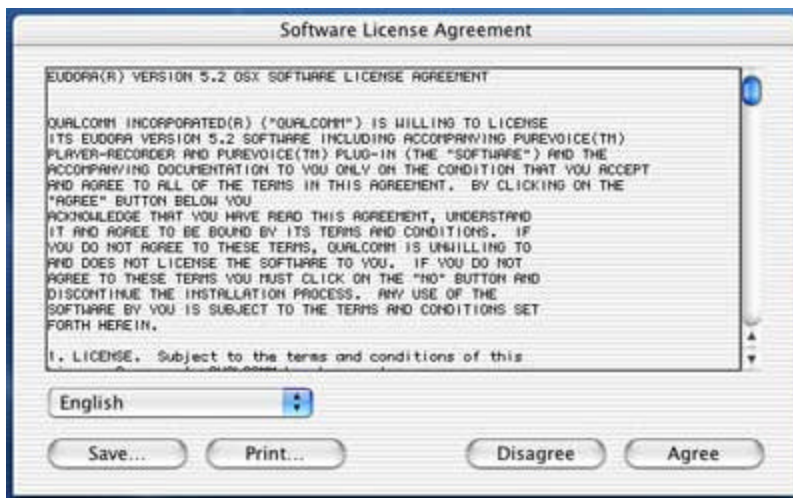 Software License Agreement
EUDORA(R) VERSION 5.2 OSX SOFTWARE LICENSE AGREEMENT
QUALCOMM INCORPORATED(R) ("QUALCOMM") IS WILLING TO LICENSE
ITS EUDORA VERSION 5.2 SOFTWARE INCLUDING ACCOMPANYING PUREVOICE(TM)
PLAYER-RECORDER AND PUREVOICE(TM) PLUG-IN (THE "SOFTWARE") AND THE
ACCOMPANYING DOCUMENTATION TO YOU ONLY ON THE CONDITION THAT YOU ACCEPT
AND AGREE TO ALL OF THE TERMS IN THIS AGREEMENT.  BY CLICKING ON THE
"AGREE" BUTTON BELOW YOU
ACKNOWLEDGE THAT YOU HAVE READ THIS AGREEMENT, UNDERSTAND
IT AND AGREE TO BE BOUND BY ITS TERMS AND CONDITIONS.  IF
YOU DO NOT AGREE TO THESE TERMS, QUALCOMM IS UNWILLING TO
AND DOES NOT LICENSE THE SOFTWARE TO YOU.  IF YOU DO NOT
AGREE TO THESE TERMS YOU MUST CLICK ON THE "NO" BUTTON AND
DISCONTINUE THE INSTALLATION PROCESS.  ANY USE OF THE
SOFTWARE BY YOU IS SUBJECT TO THE TERMS AND CONDITIONS SET
FORTH HEREIN.
1. LICENSE.  Subject to the terms and conditions of this
English
Save... Print... Disagree Agree